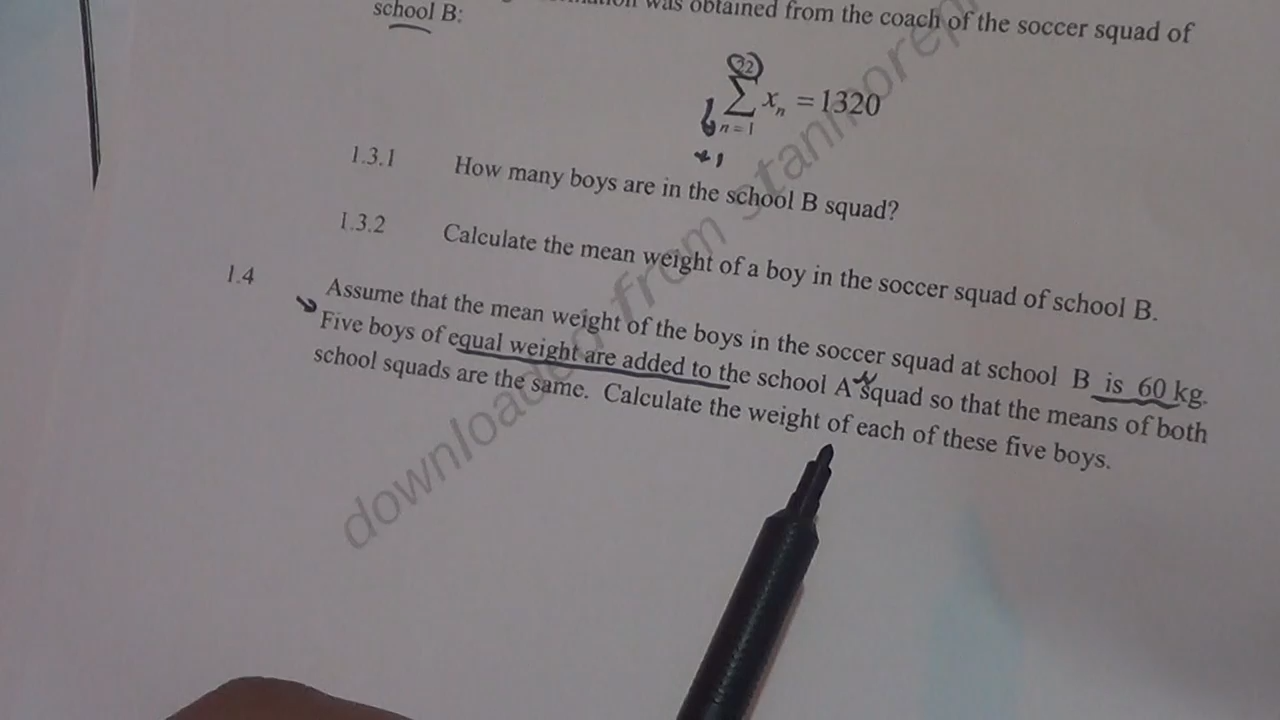 was obtained from the coach of the soccer squad of
school B:
22
∑ xₙ = 1320
n = 1
1.3.1 How many boys are in the school B squad?
1.3.2 Calculate the mean weight of a boy in the soccer squad of school B.
1.4 Assume that the mean weight of the boys in the soccer squad at school B is 60 kg.
Five boys of equal weight are added to the school A squad so that the means of both
school squads are the same. Calculate the weight of each of these five boys.
downloaded from